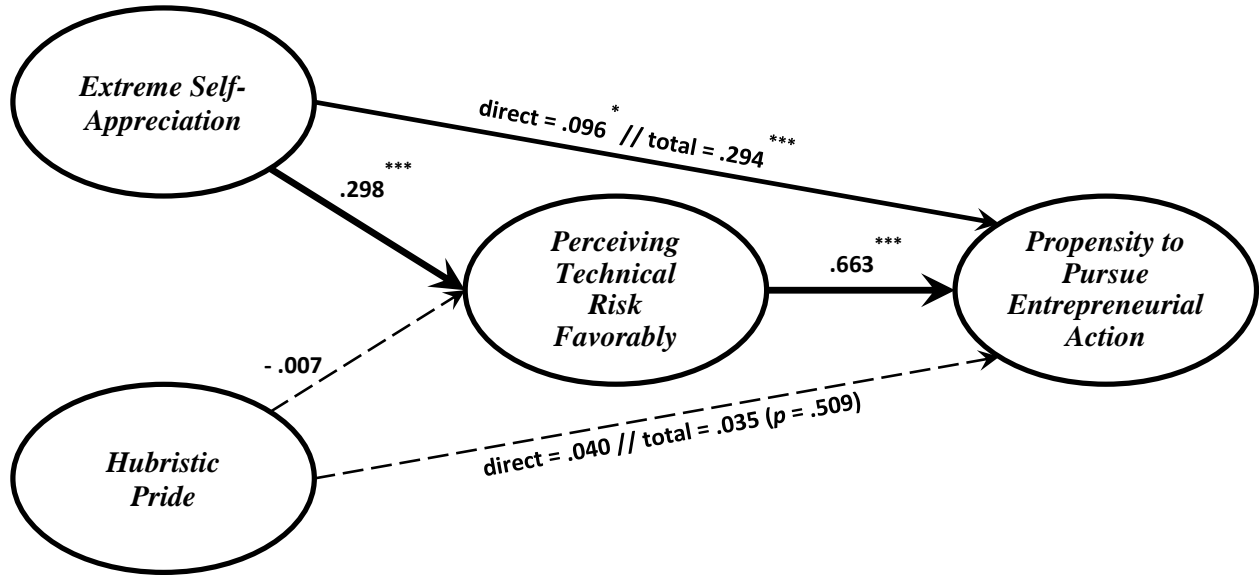 Extreme Self-
Appreciation
direct = .096* // total = .294***
.298***
Perceiving
Technical
Risk
Favorably
.663***
Propensity to
Pursue
Entrepreneurial
Action
- .007
direct = .040 // total = .035 (p = .509)
Hubristic
Pride